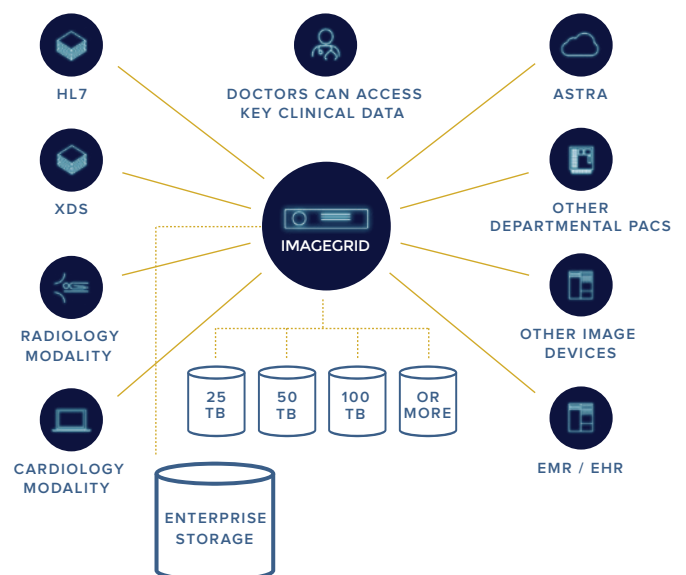 HL7
DOCTORS CAN ACCESS
KEY CLINICAL DATA
ASTRA
XDS
OTHER
DEPARTMENTAL PACS
IMAGEGRID
RADIOLOGY
MODALITY
OTHER IMAGE
DEVICES
25
TB
50
TB
100
TB
OR
MORE
CARDIOLOGY
MODALITY
EMR / EHR
ENTERPRISE
STORAGE